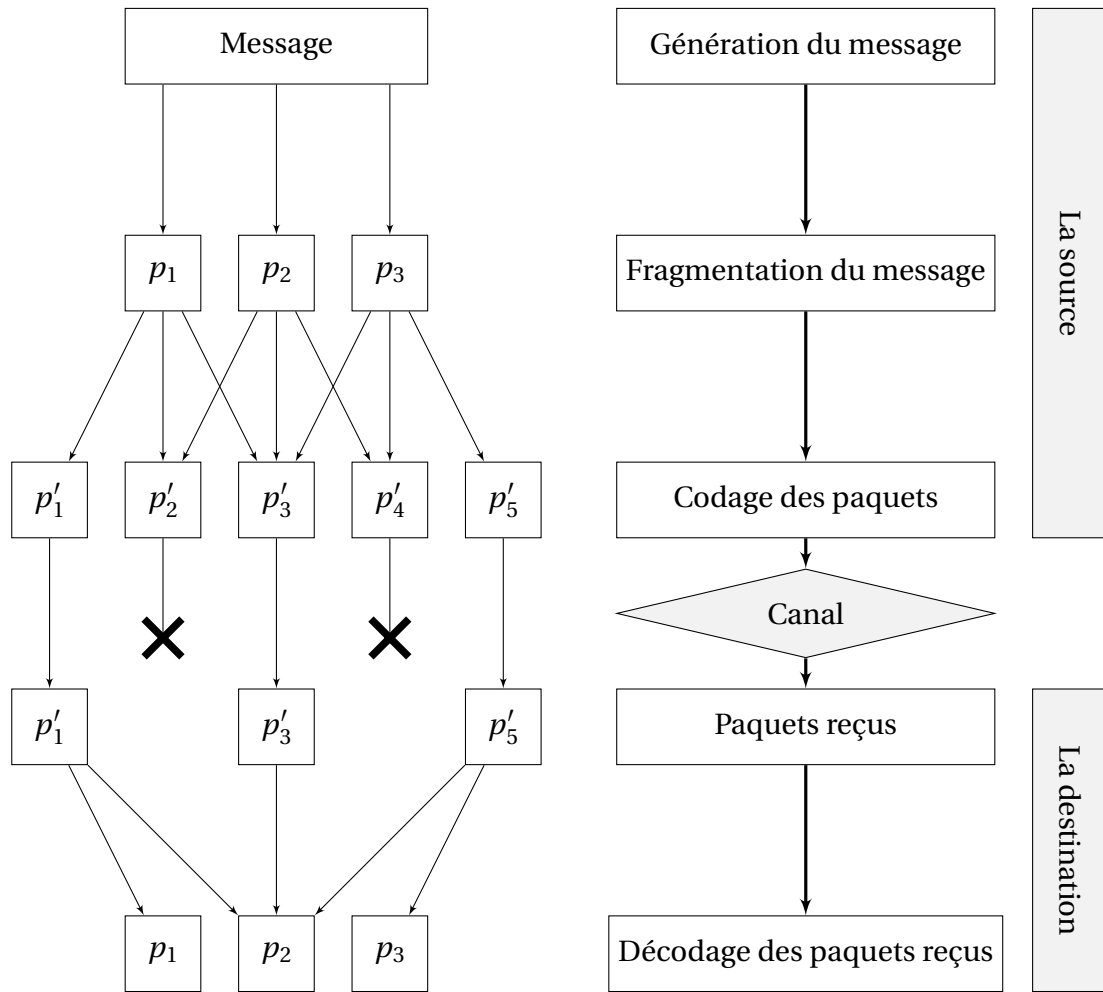 Message
Génération du message
La source
p₁
p₂
p₃
Fragmentation du message
p′₁
p′₂
p′₃
p′₄
p′₅
Codage des paquets
Canal
p′₁
p′₃
p′₅
Paquets reçus
La destination
p₁
p₂
p₃
Décodage des paquets reçus